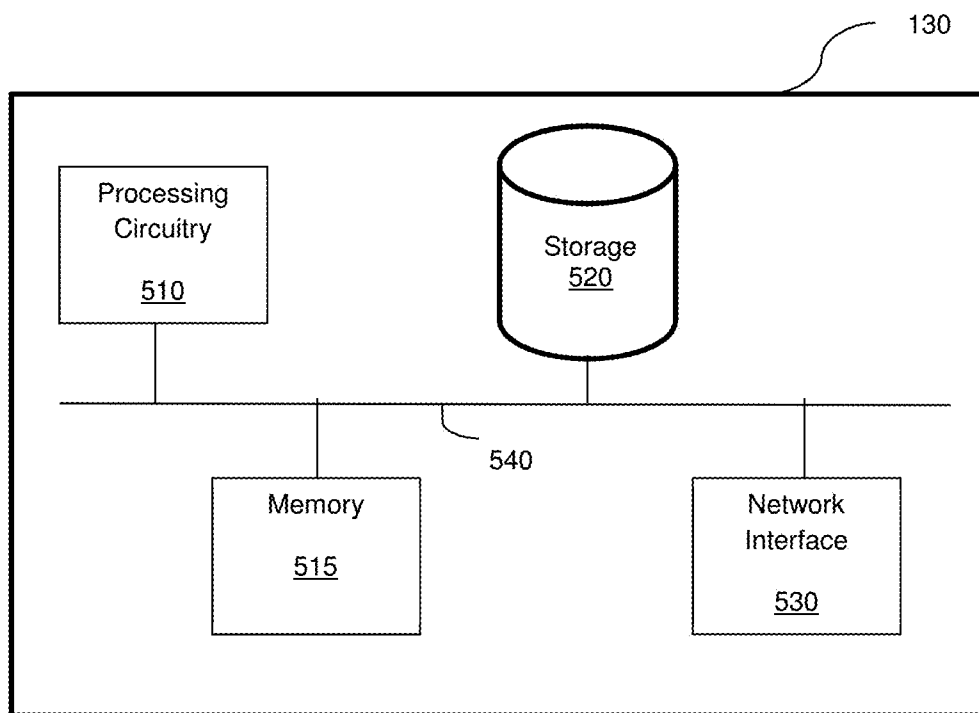 130
Processing
Circuitry
510
Storage
520
540
Memory
515
Network
Interface
530